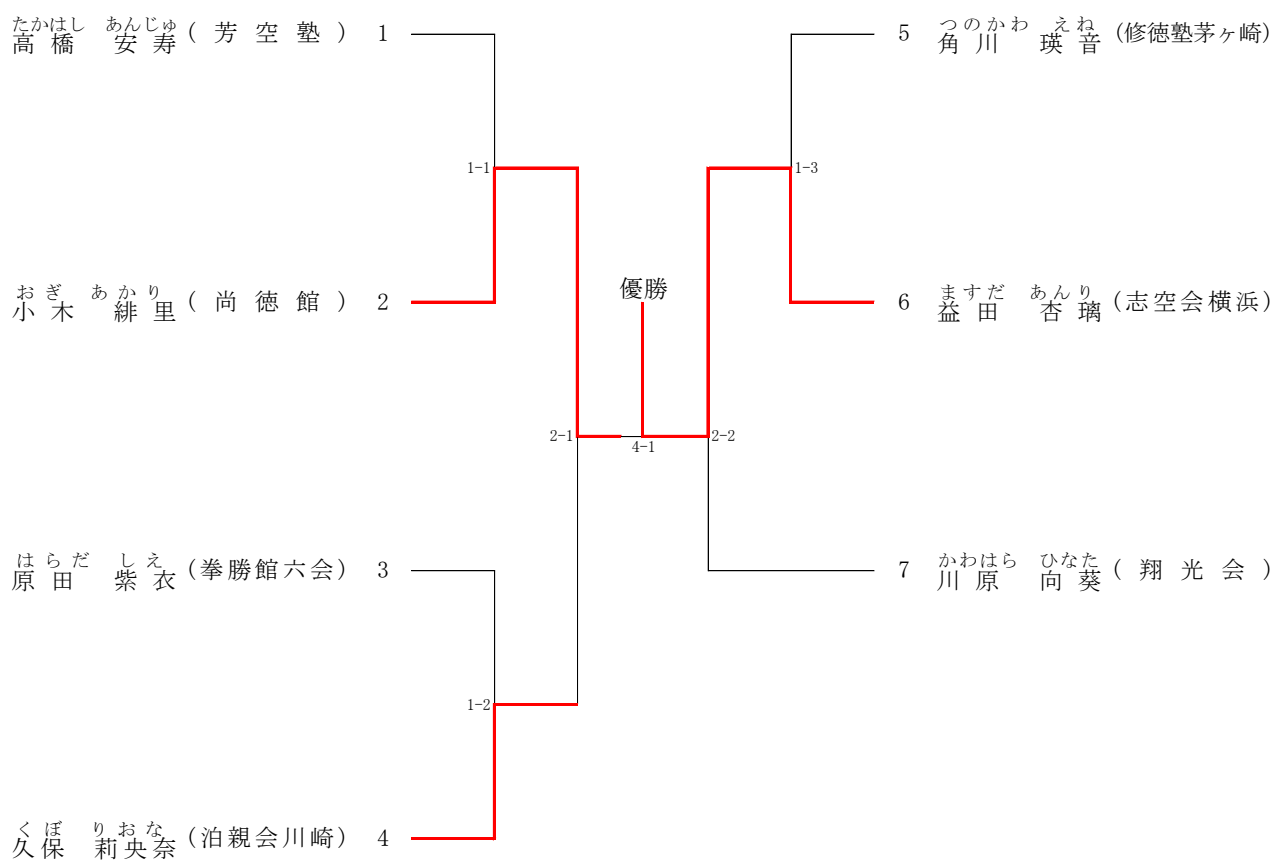 たかはし あんじゅ
高橋 安寿 (芳空塾) 1
1-1
おぎ あかり
小木 緋里 (尚徳館) 2
2-1
はらだ しえ
原田 紫衣 (拳勝館六会) 3
1-2
くぼ りおな
久保 莉央奈 (泊親会川崎) 4
優勝
4-1
つのかわ えね
5 角川 瑛音 (修徳塾茅ヶ崎)
1-3
ますだ あんり
6 益田 杏璃 (志空会横浜)
2-2
かわはら ひなた
7 川原 向葵 (翔光会)